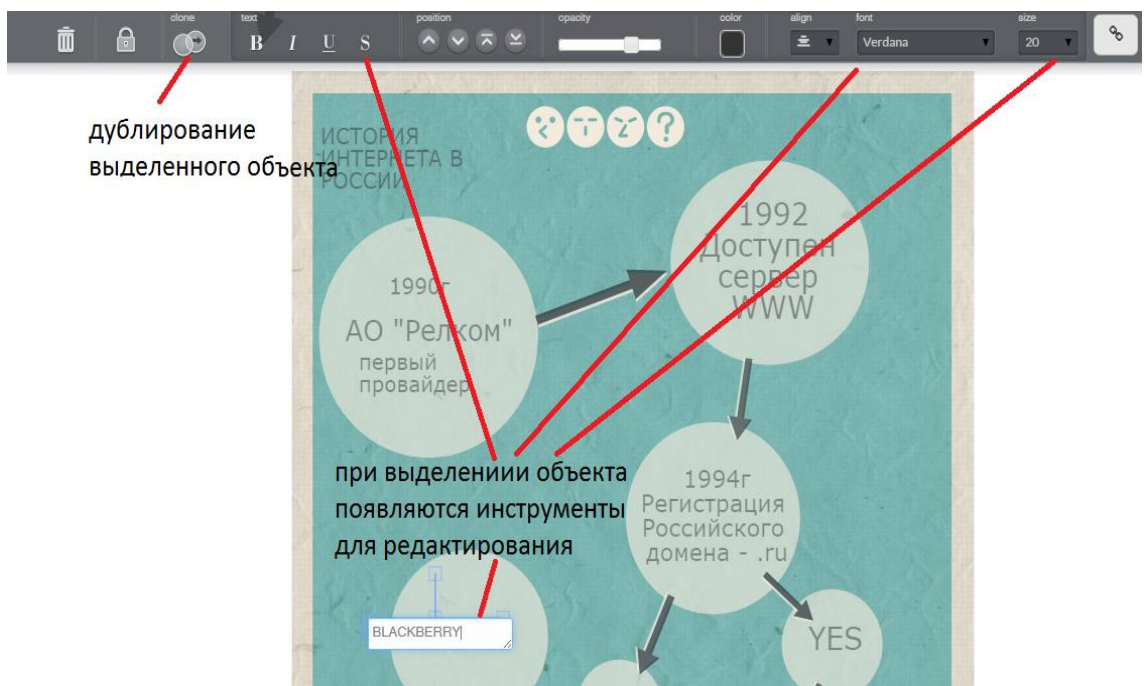 clone
text
position
opacity
color
align
font
size
B I U S
Verdana
20
дублирование
выделенного объекта
ИСТОРИЯ
ИНТЕРНЕТА В
РОССИИ
?
1992
Доступен
сервер
WWW
1990г
АО "Релком"
первый
провайдер
при выделениии объекта
появляются инструменты
для редактирования
1994г
Регистрация
Российского
домена - .ru
BLACKBERRY
YES